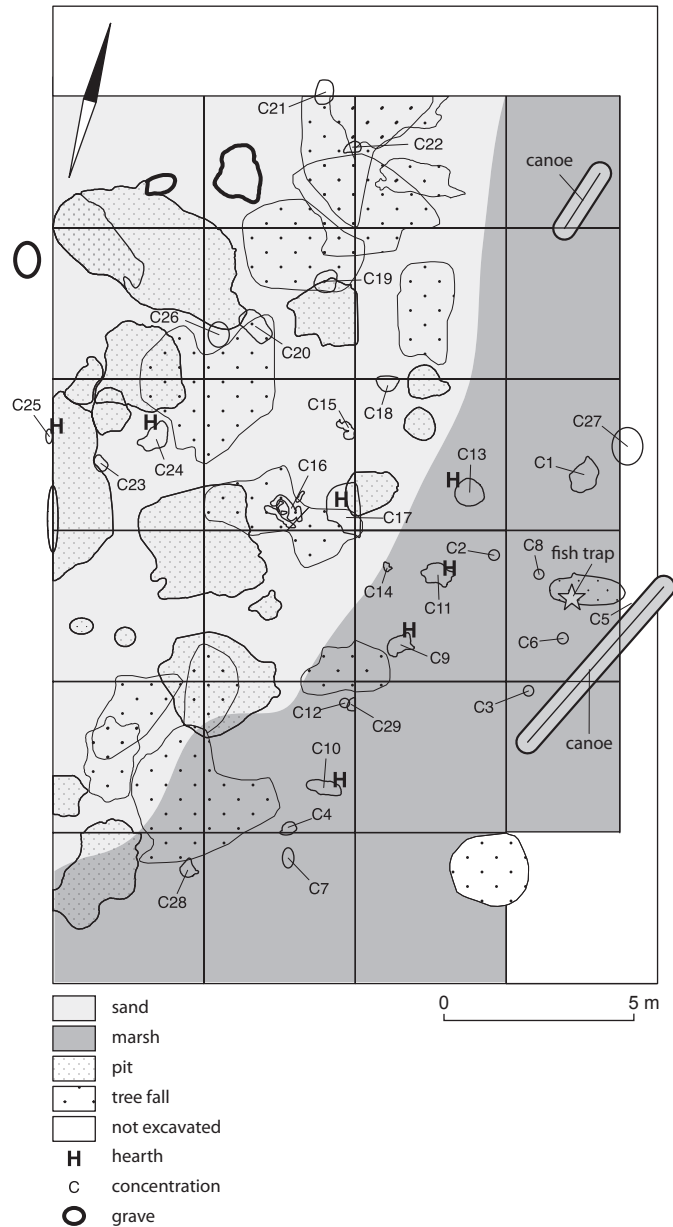 C21
C22
canoe
C19
C26
C20
C25
H
H
C15
C18
C27
C24
C23
C16
H
C17
H
C13
C1
C2
C8
fish trap
C14
H
C11
C5
H
C9
C6
C12
C29
C3
canoe
C10
H
C4
C7
C28
sand
marsh
pit
tree fall
not excavated
H hearth
C concentration
grave
0 5 m